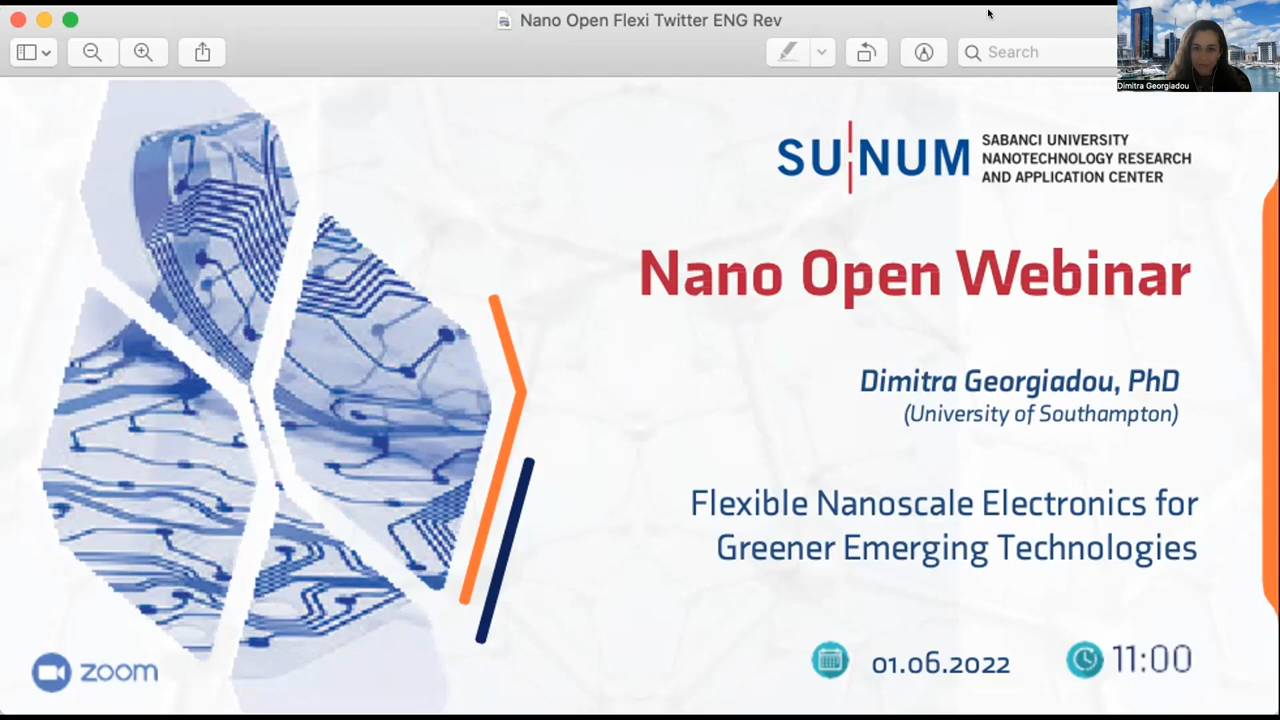 Nano Open Flexi Twitter ENG Rev
Search
Dimitra Georgiadou
SU NUM
SABANCI UNIVERSITY
NANOTECHNOLOGY RESEARCH
AND APPLICATION CENTER
Nano Open Webinar
Dimitra Georgiadou, PhD
(University of Southampton)
Flexible Nanoscale Electronics for
Greener Emerging Technologies
zoom
01.06.2022
11:00